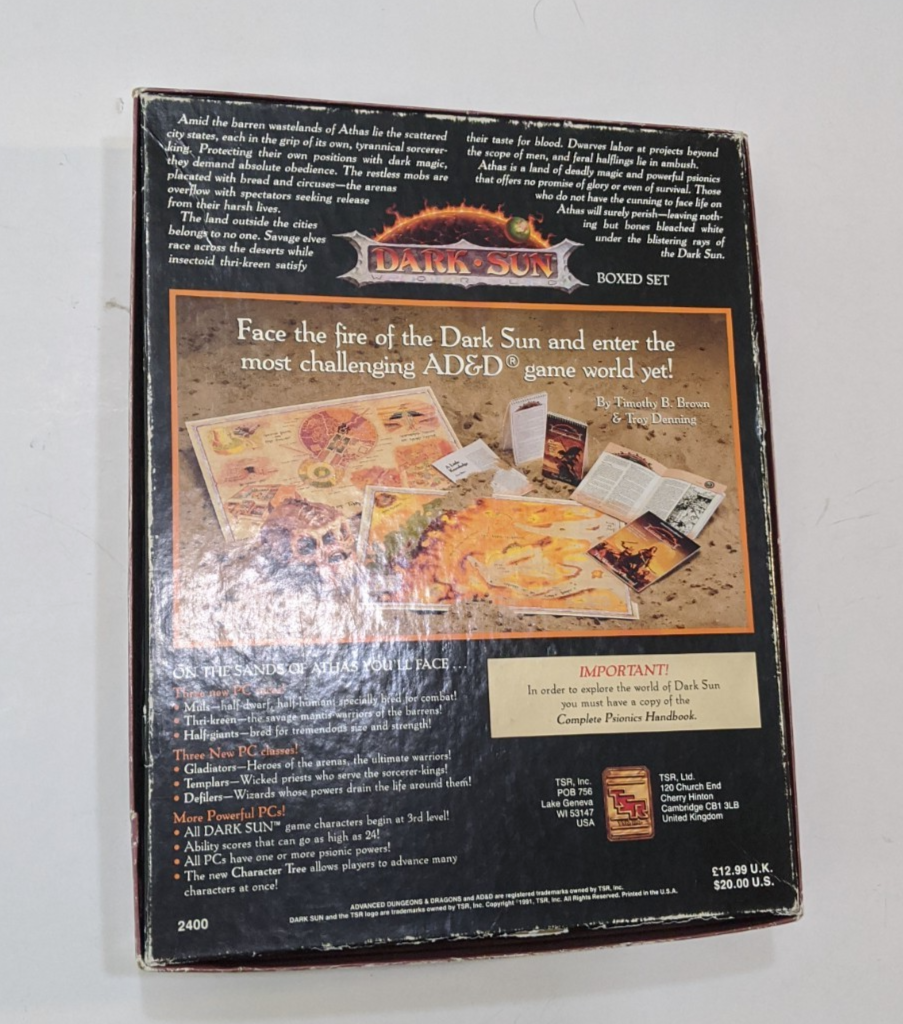 Amid the barren wastelands of Athas lie the scattered
city states, each in the grip of its own, tyrannical sorcerer-
king. Protecting their own positions with dark magic,
they demand absolute obedience. The restless mobs are
placated with bread and circuses—the arenas
overflow with spectators seeking release
from their harsh lives.
The land outside the cities
belongs to no one. Savage elves
race across the deserts while
insectoid thri-kreen satisfy
their taste for blood. Dwarves labor at projects beyond
the scope of men, and feral halflings lie in ambush.
Athas is a land of deadly magic and powerful psionics
that offers no promise of glory or even of survival. Those
who do not have the cunning to face life on
Athas will surely perish—leaving noth-
ing but bones bleached white
under the blistering rays of
the Dark Sun.
DARK·SUN
WORLD
BOXED SET
Face the fire of the Dark Sun and enter the
most challenging AD&D® game world yet!
By Timothy B. Brown
& Troy Denning
A Little
Knowledge
ON THE SANDS OF ATHAS YOU'LL FACE ...
Three new PC races!
• Muls—half-dwarf, half-human; specially bred for combat!
• Thri-kreen—the savage mantis warriors of the barrens!
• Half-giants—bred for tremendous size and strength!
Three New PC classes!
• Gladiators—Heroes of the arenas, the ultimate warriors!
• Templars—Wicked priests who serve the sorcerer-kings!
• Defilers—Wizards whose powers drain the life around them!
More Powerful PCs!
• All DARK SUN™ game characters begin at 3rd level!
• Ability scores that can go as high as 24!
• All PCs have one or more psionic powers!
• The new Character Tree allows players to advance many
characters at once!
IMPORTANT!
In order to explore the world of Dark Sun
you must have a copy of the
Complete Psionics Handbook.
TSR, Inc.
POB 756
Lake Geneva
WI 53147
USA
TSR
TSR, Ltd.
120 Church End
Cherry Hinton
Cambridge CB1 3LB
United Kingdom
£12.99 U.K.
$20.00 U.S.
ADVANCED DUNGEONS & DRAGONS and AD&D are registered trademarks owned by TSR, Inc.
DARK SUN and the TSR logo are trademarks owned by TSR, Inc. Copyright ©1991, TSR, Inc. All Rights Reserved. Printed in the U.S.A.
2400